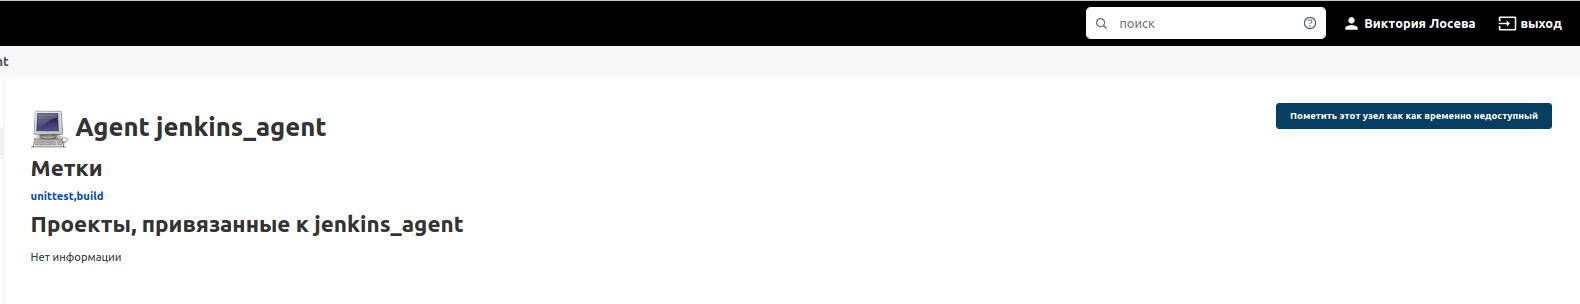 поиск
Виктория Лосева
выход
nt
Agent jenkins_agent
Пометить этот узел как как временно недоступный
Метки
unittest,build
Проекты, привязанные к jenkins_agent
Нет информации